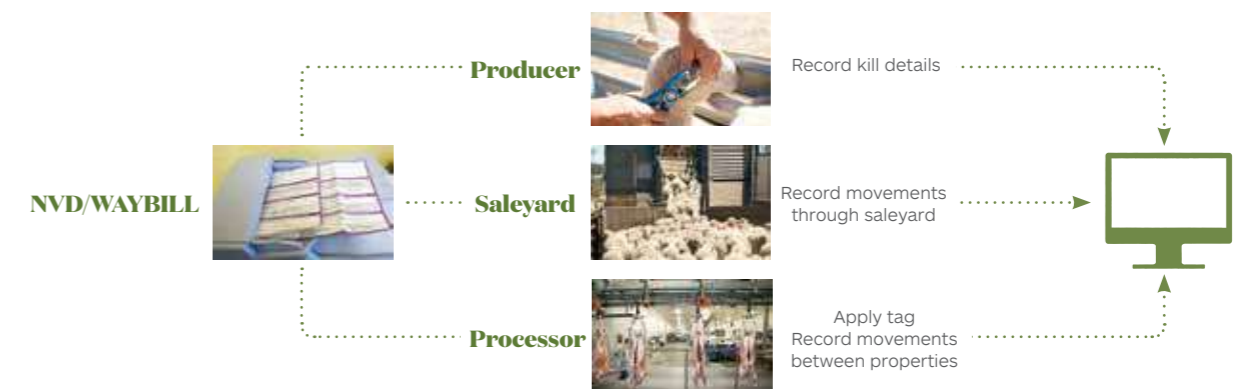 Producer
Record kill details
NVD/WAYBILL
Saleyard
Record movements
through saleyard
Processor
Apply tag
Record movements
between properties